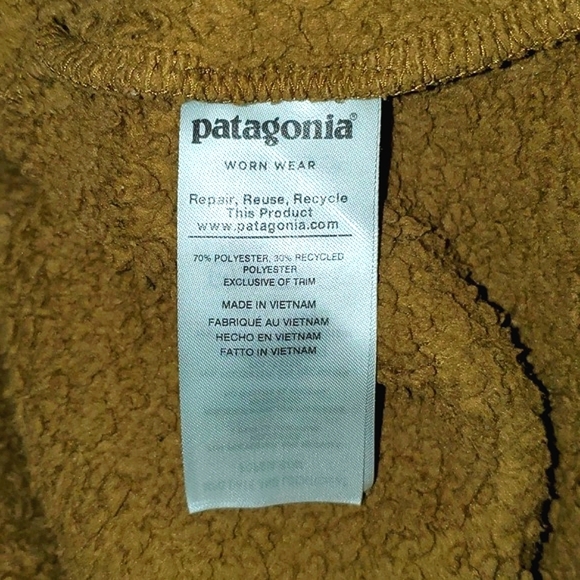 patagonia®
WORN WEAR
Repair, Reuse, Recycle
This Product
www.patagonia.com
70% POLYESTER, 30% RECYCLED
POLYESTER
EXCLUSIVE OF TRIM
MADE IN VIETNAM
FABRIQUÉ AU VIETNAM
HECHO EN VIETNAM
FATTO IN VIETNAM